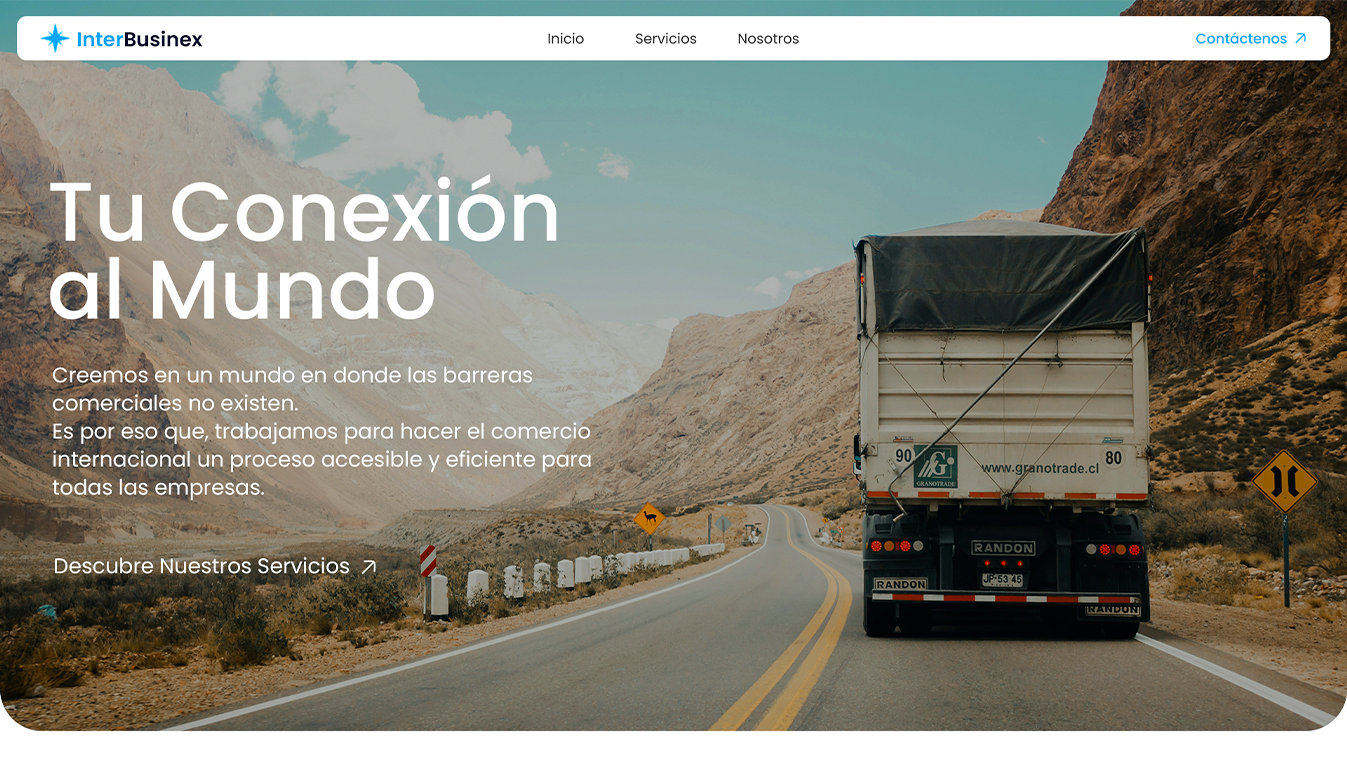 InterBusinex
Inicio
Servicios
Nosotros
Contáctenos
Tu Conexión
al Mundo
Creemos en un mundo en donde las barreras
comerciales no existen.
Es por eso que, trabajamos para hacer el comercio
internacional un proceso accesible y eficiente para
todas las empresas.
Descubre Nuestros Servicios
90
G
GRANOTRADE
www.granotrade.cl
80
RANDON
JP·53 45
RANDON
RANDON